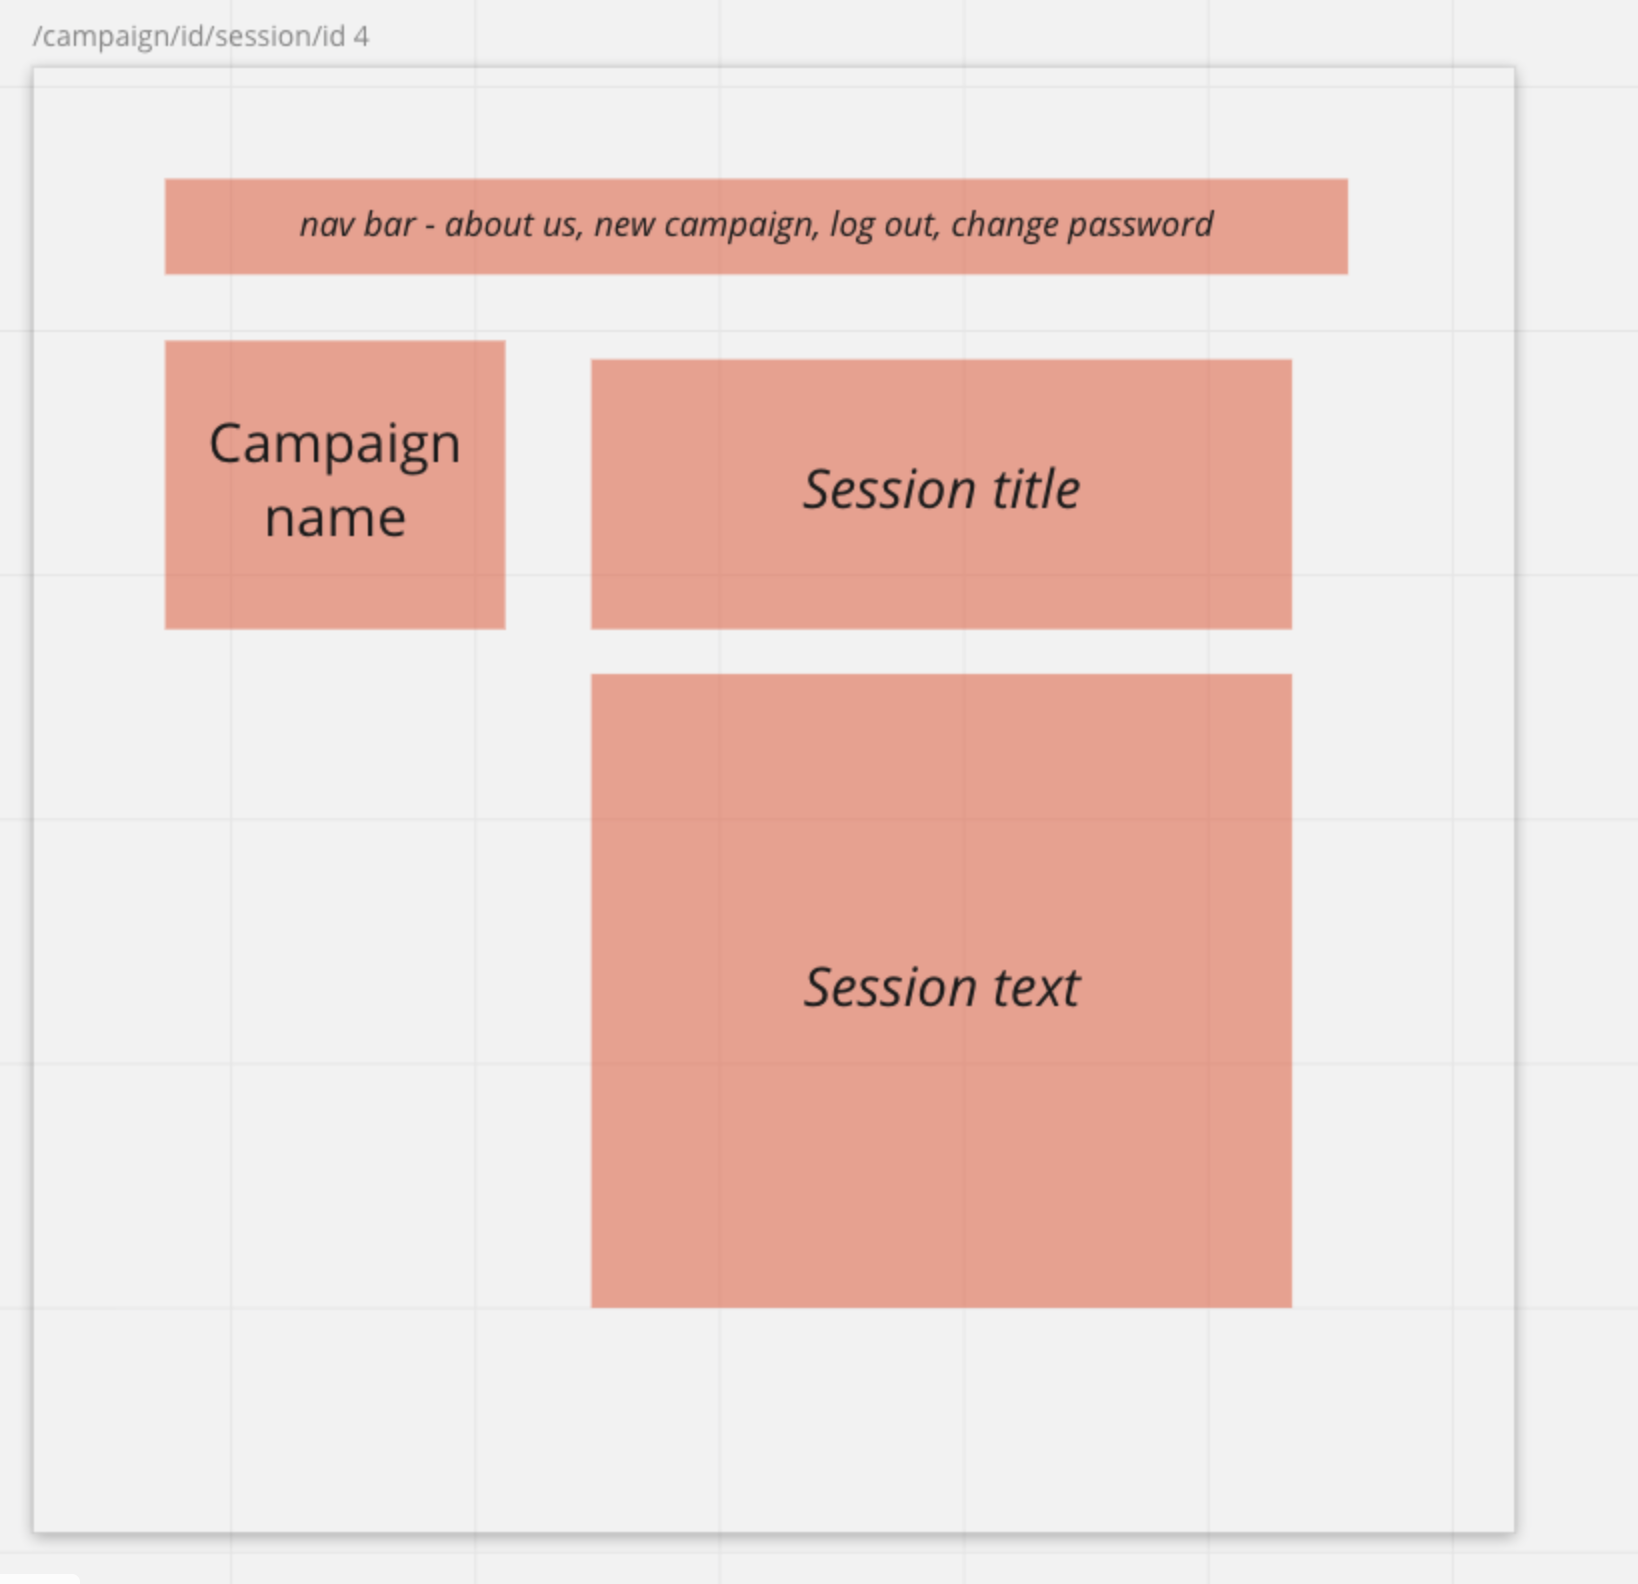 /campaign/id/session/id 4
nav bar - about us, new campaign, log out, change password
Campaign
name
Session title
Session text